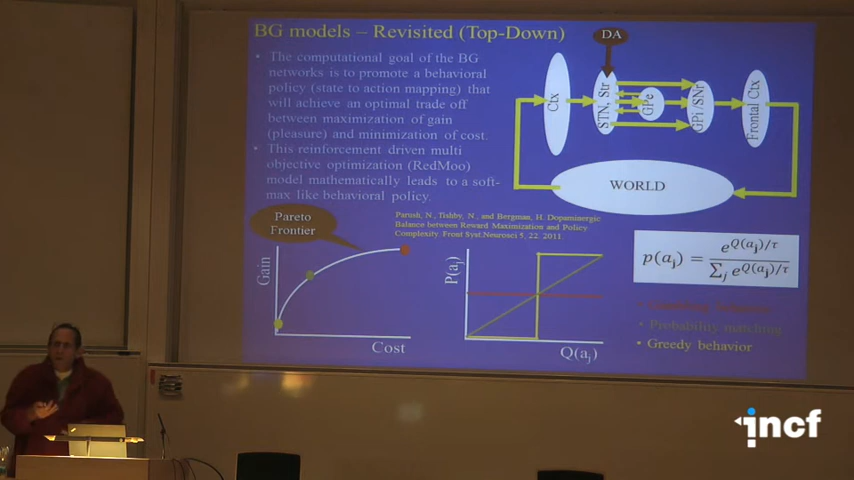 BG models – Revisited (Top-Down)
• The computational goal of the BG
networks is to promote a behavioral
policy (state to action mapping) that
will achieve an optimal trade off
between maximization of gain
(pleasure) and minimization of cost.
• This reinforcement driven multi
objective optimization (RedMoo)
model mathematically leads to a soft-
max like behavioral policy.
DA
Ctx
STN, Str
GPe
GPi/SNr
Frontal Ctx
WORLD
Parush, N., Tishby, N., and Bergman, H. Dopaminergic
Balance between Reward Maximization and Policy
Complexity. Front Syst.Neurosci 5, 22. 2011.
Pareto
Frontier
Gain
Cost
P(aj)
Q(aj)
p(aj) = e^Q(aj)/τ / ∑j e^Q(aj)/τ
• Probability matching
• Greedy behavior
incf